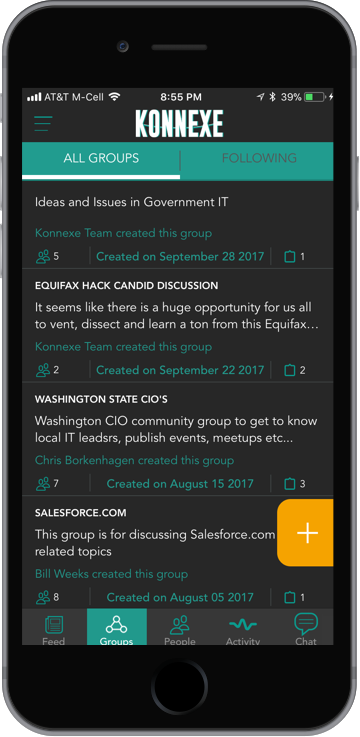 AT&T M-Cell 8:55 PM 39%
KONNEXE
ALL GROUPS FOLLOWING
Ideas and Issues in Government IT
Konnexe Team created this group
5 Created on September 28 2017 1
EQUIFAX HACK CANDID DISCUSSION
It seems like there is a huge opportunity for us all
to vent, dissect and learn a ton from this Equifax...
Konnexe Team created this group
2 Created on September 22 2017 2
WASHINGTON STATE CIO'S
Washington CIO community group to get to know
local IT leadsrs, publish events, meetups etc...
Chris Borkenhagen created this group
7 Created on August 15 2017 3
SALESFORCE.COM
This group is for discussing Salesforce.com
related topics
+
Bill Weeks created this group
8 Created on August 05 2017 1
Feed Groups People Activity Chat